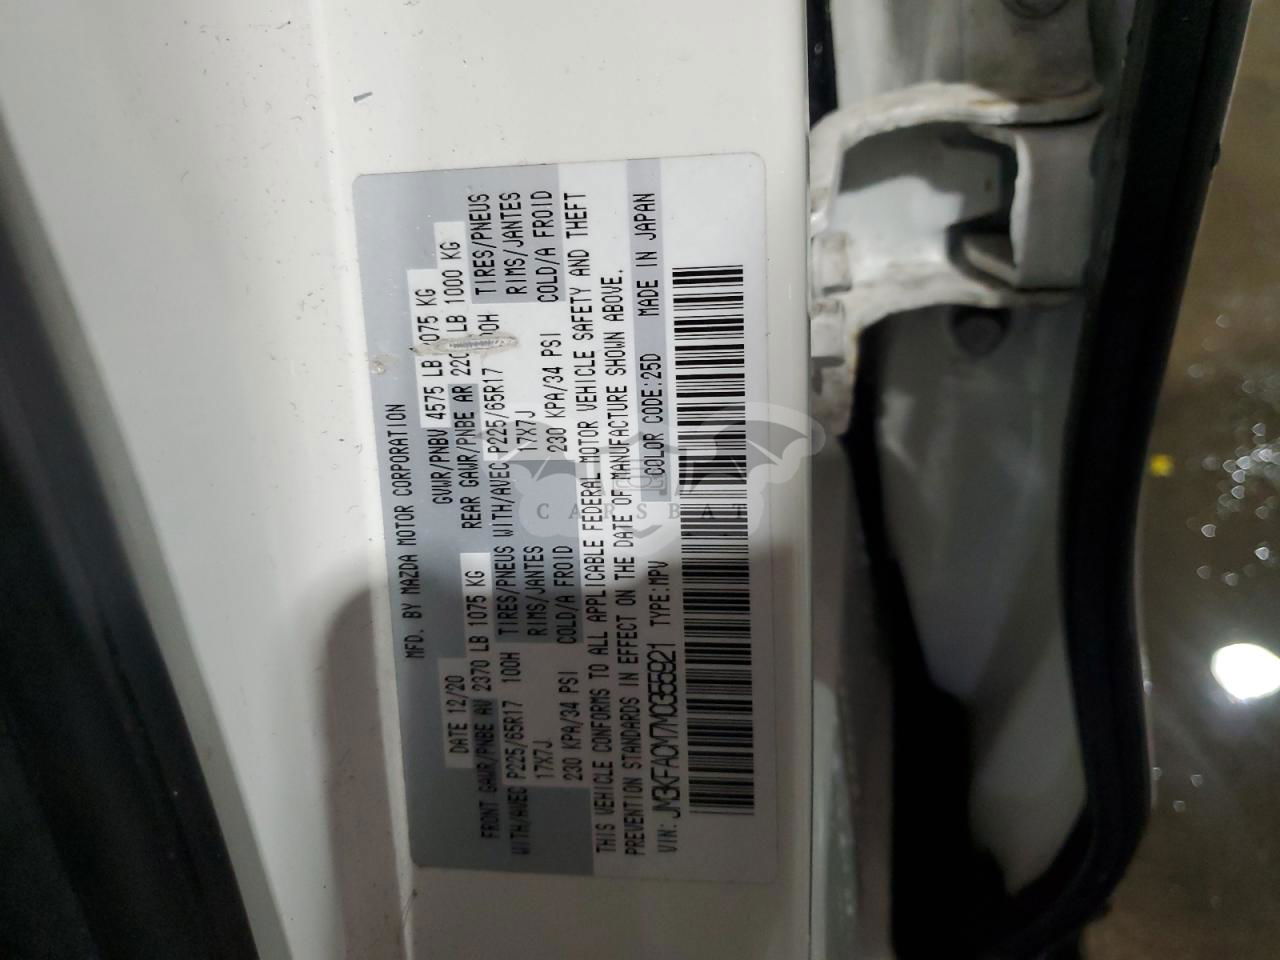 MFD. BY MAZDA MOTOR CORPORATION
DATE 12/20 GVWR/PNBV 4575 LB 2075 KG
FRONT GAWR/PNBE AV 2370 LB 1075 KG REAR GAWR/PNBE AR LB 1000 KG
WITH/AVEC P225/65R17 100H TIRES/PNEUS WITH/AVEC P225/65R17 TIRES/PNEUS
17X7J RIMS/JANTES 17X7J RIMS/JANTES
230 KPA/34 PSI COLD/A FROID 230 KPA/34 PSI COLD/A FROID
THIS VEHICLE CONFORMS TO ALL APPLICABLE FEDERAL MOTOR VEHICLE SAFETY AND THEFT
PREVENTION STANDARDS IN EFFECT ON THE DATE OF MANUFACTURE SHOWN ABOVE.
VIN: JM3KFACM7M0355921 TYPE:MPV COLOR CODE:25D MADE IN JAPAN
CARSBAT